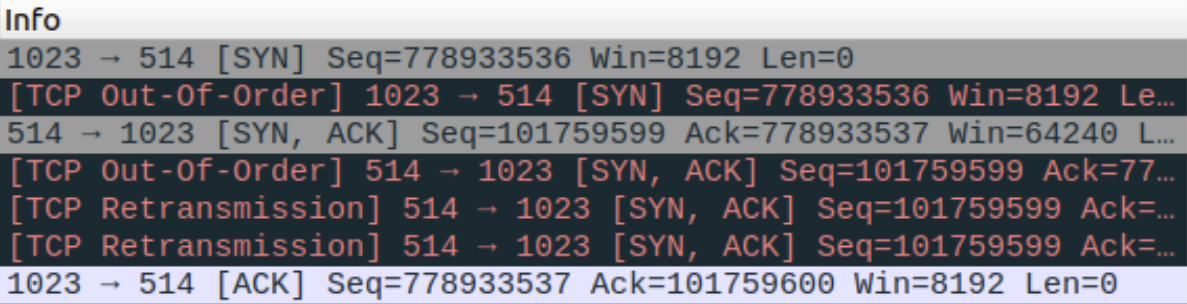 Info
1023 → 514 [SYN] Seq=778933536 Win=8192 Len=0
[TCP Out-Of-Order] 1023 → 514 [SYN] Seq=778933536 Win=8192 Le…
514 → 1023 [SYN, ACK] Seq=101759599 Ack=778933537 Win=64240 L…
[TCP Out-Of-Order] 514 → 1023 [SYN, ACK] Seq=101759599 Ack=77…
[TCP Retransmission] 514 → 1023 [SYN, ACK] Seq=101759599 Ack=…
[TCP Retransmission] 514 → 1023 [SYN, ACK] Seq=101759599 Ack=…
1023 → 514 [ACK] Seq=778933537 Ack=101759600 Win=8192 Len=0